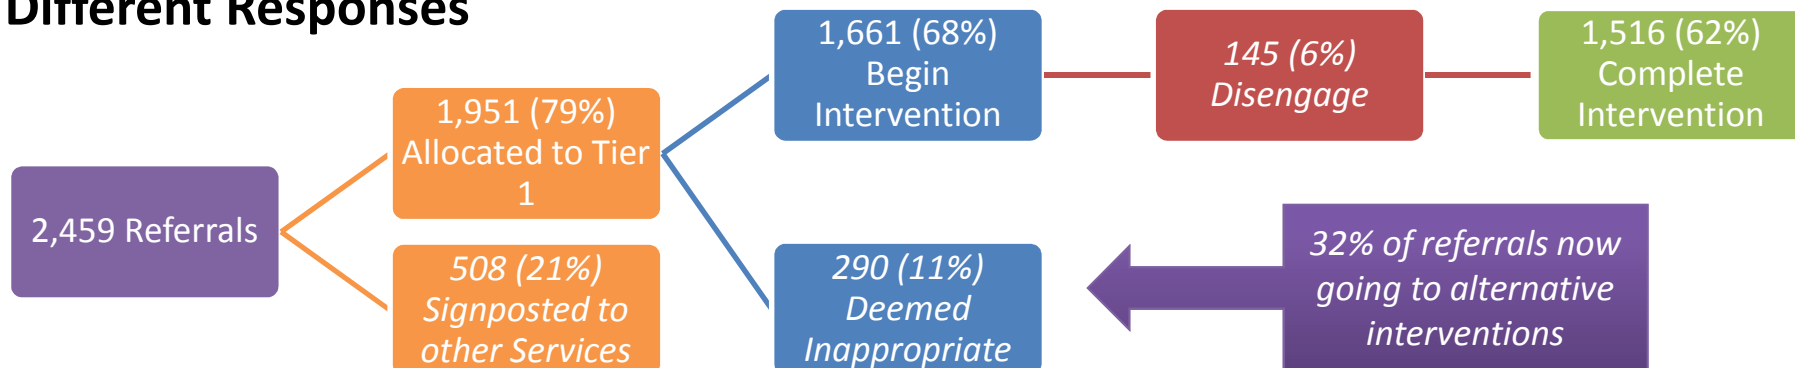 Different Responses
2,459 Referrals
1,951 (79%)
Allocated to Tier
1
508 (21%)
Signposted to
other Services
1,661 (68%)
Begin
Intervention
290 (11%)
Deemed
Inappropriate
145 (6%)
Disengage
1,516 (62%)
Complete
Intervention
32% of referrals now
going to alternative
interventions